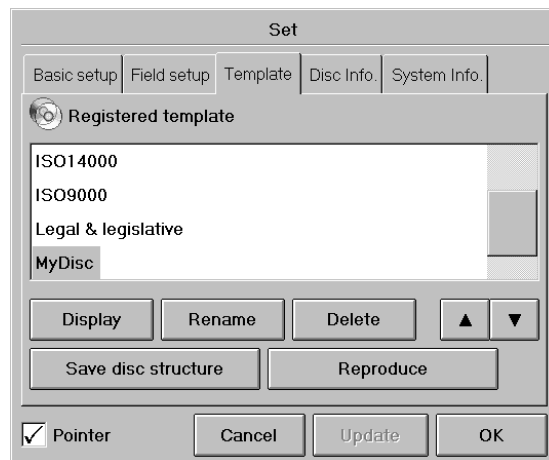 Set
Basic setup Field setup Template Disc Info. System Info.
Registered template
ISO14000
ISO9000
Legal & legislative
MyDisc
Display Rename Delete ▲ ▼
Save disc structure Reproduce
Pointer Cancel Update OK